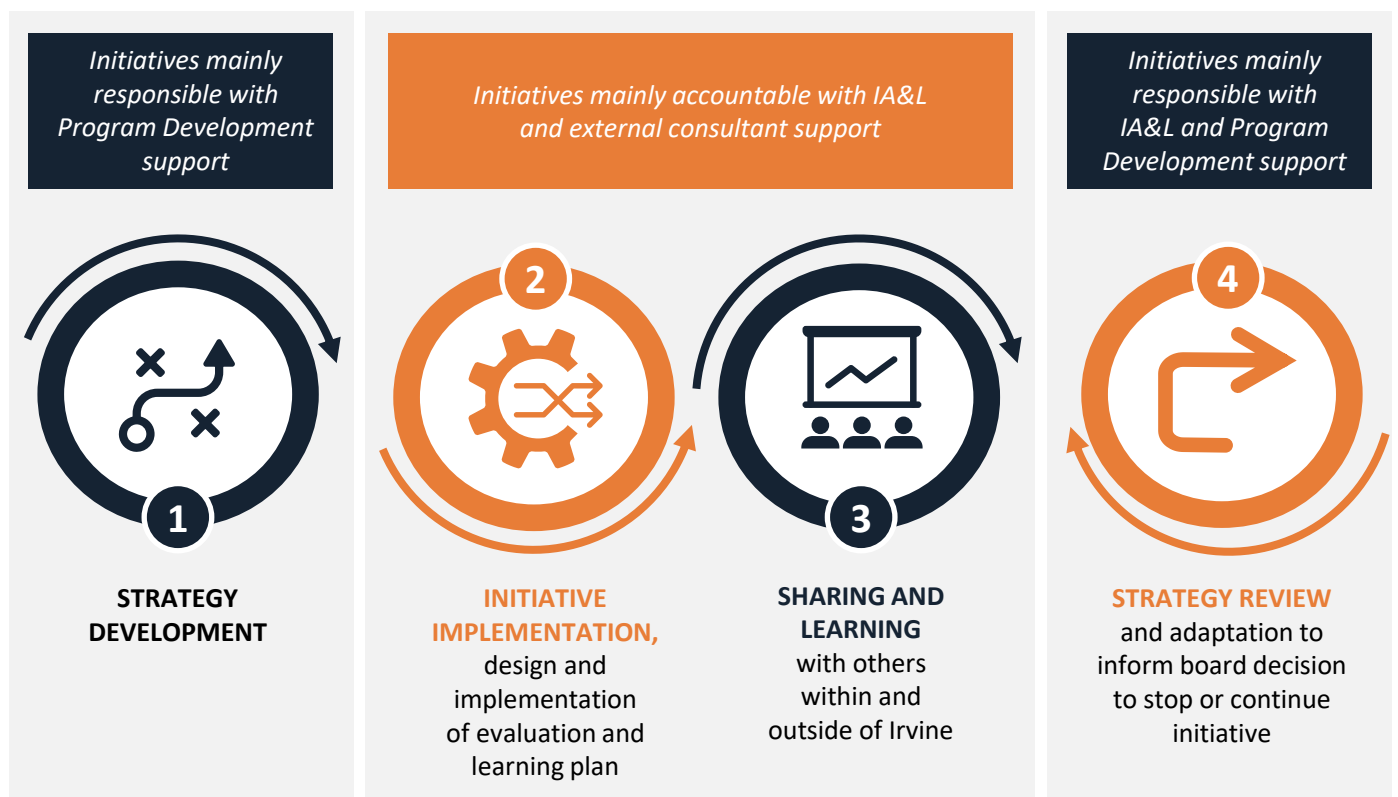 Initiatives mainly
responsible with
Program Development
support
Initiatives mainly accountable with IA&L
and external consultant support
Initiatives mainly
responsible with
IA&L and Program
Development support
1
STRATEGY
DEVELOPMENT
2
INITIATIVE
IMPLEMENTATION,
design and
implementation
of evaluation and
learning plan
3
SHARING AND
LEARNING
with others
within and
outside of Irvine
4
STRATEGY REVIEW
and adaptation to
inform board decision
to stop or continue
initiative